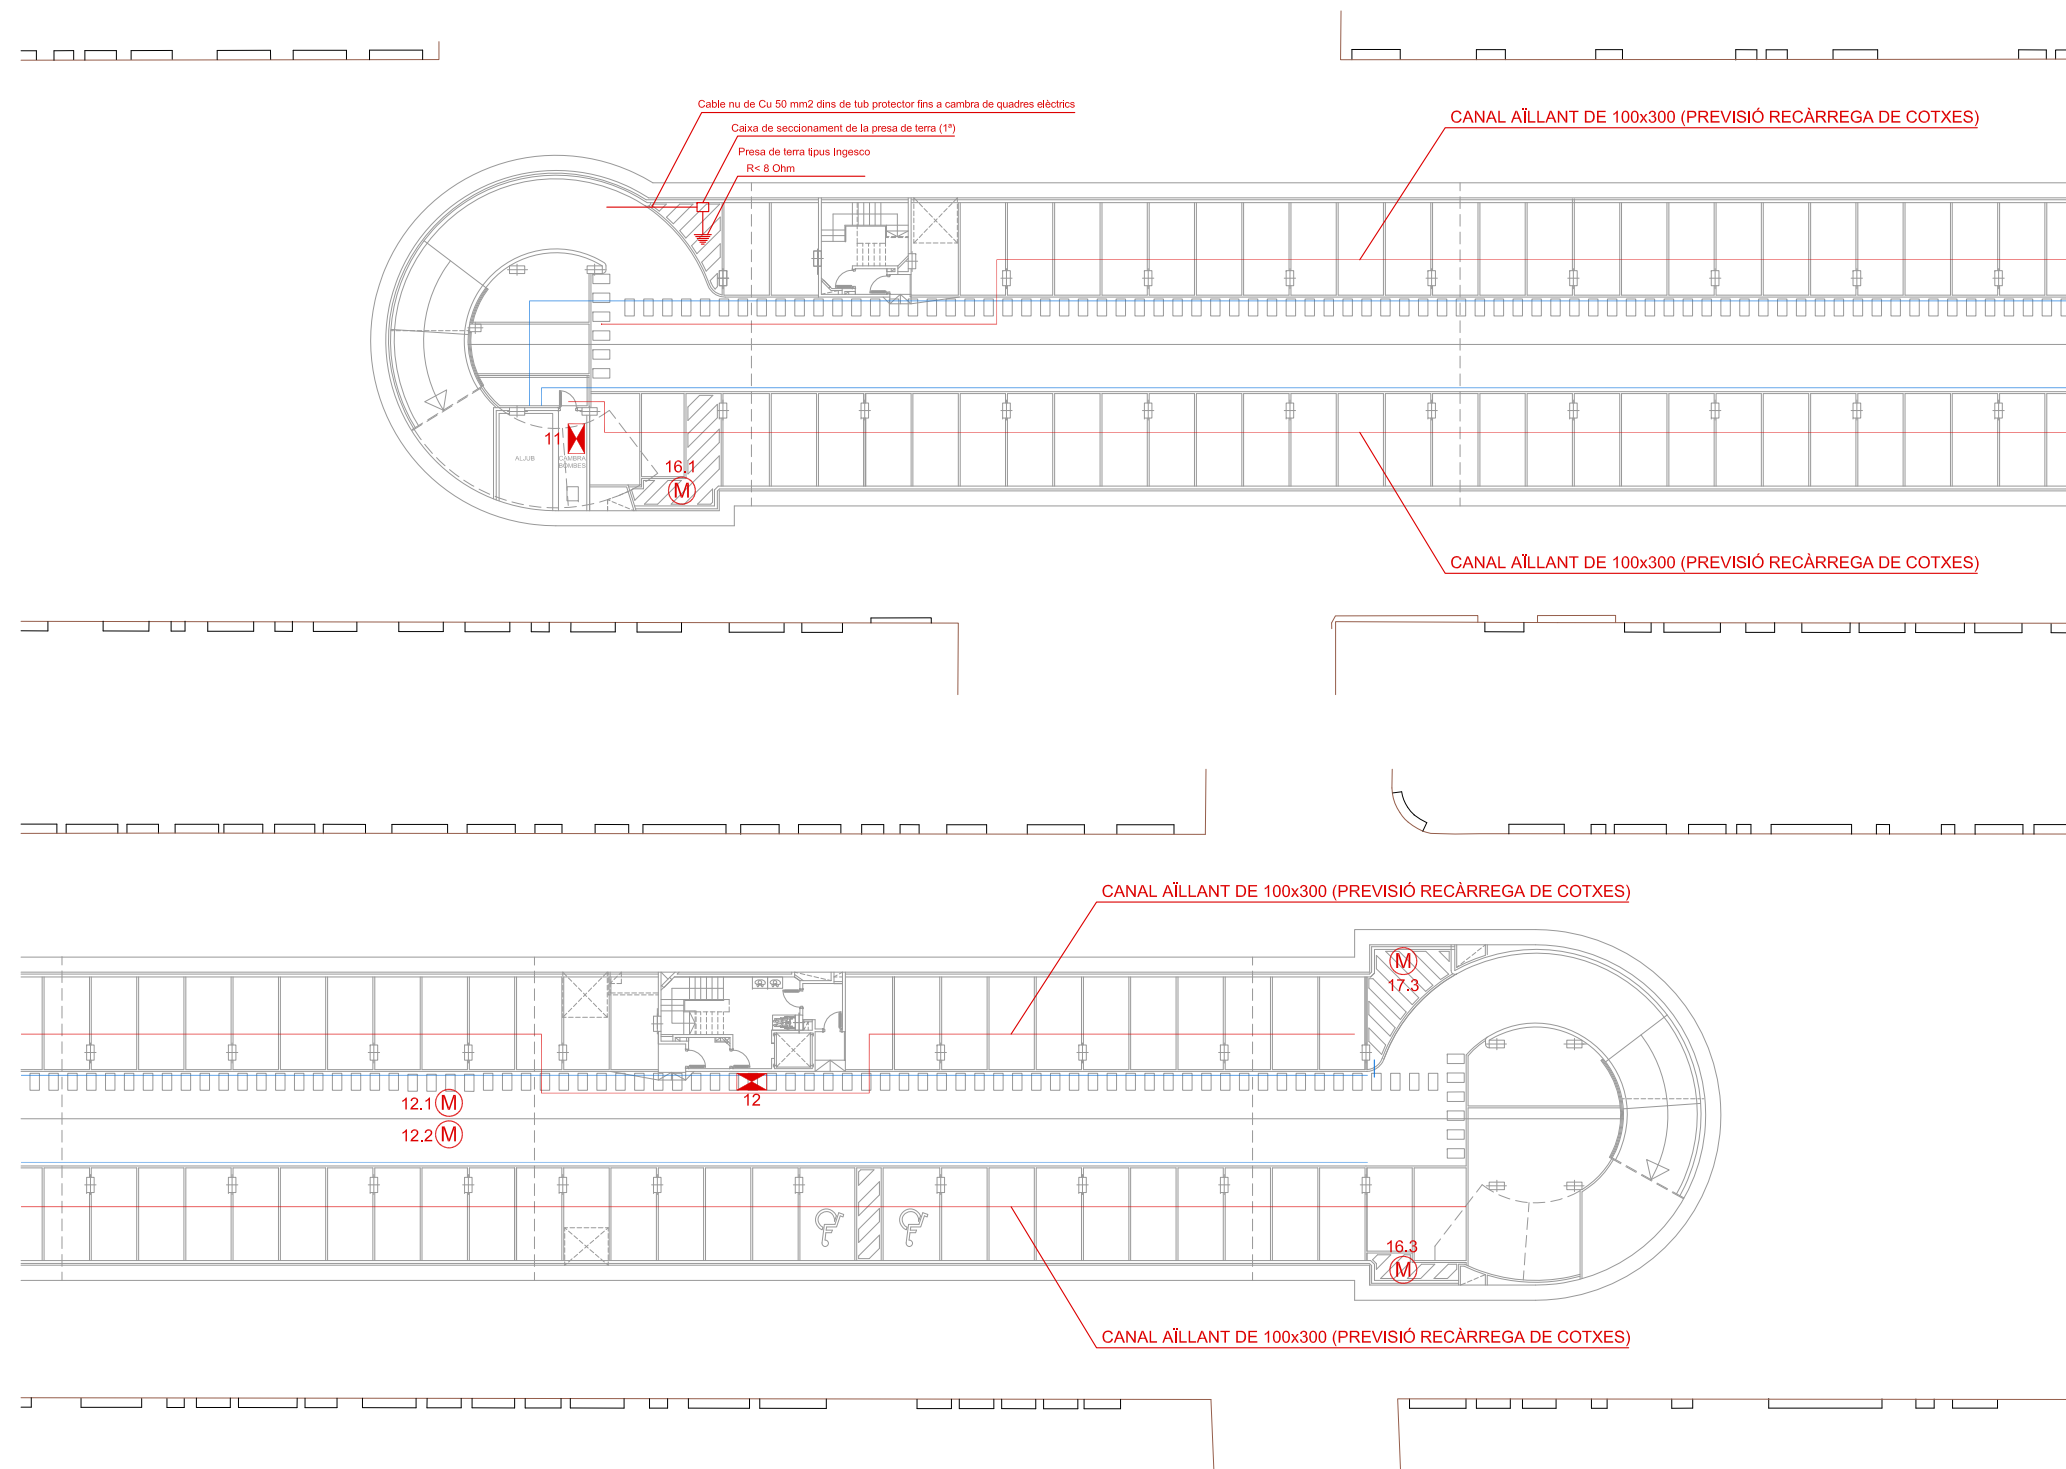 Cable nu de Cu 50 mm2 dins de tub protector fins a cambra de quadres elèctrics
CANAL AÏLLANT DE 100x300 (PREVISIÓ RECÀRREGA DE COTXES)
Caixa de seccionament de la presa de terra (1ª)
Presa de terra tipus Ingesco
R< 8 Ohm
11
ALJUB
CAMBRA
BOMBES
16.1
M
CANAL AÏLLANT DE 100x300 (PREVISIÓ RECÀRREGA DE COTXES)
CANAL AÏLLANT DE 100x300 (PREVISIÓ RECÀRREGA DE COTXES)
M
17.3
12.1 M
12
12.2 M
16.3
M
CANAL AÏLLANT DE 100x300 (PREVISIÓ RECÀRREGA DE COTXES)